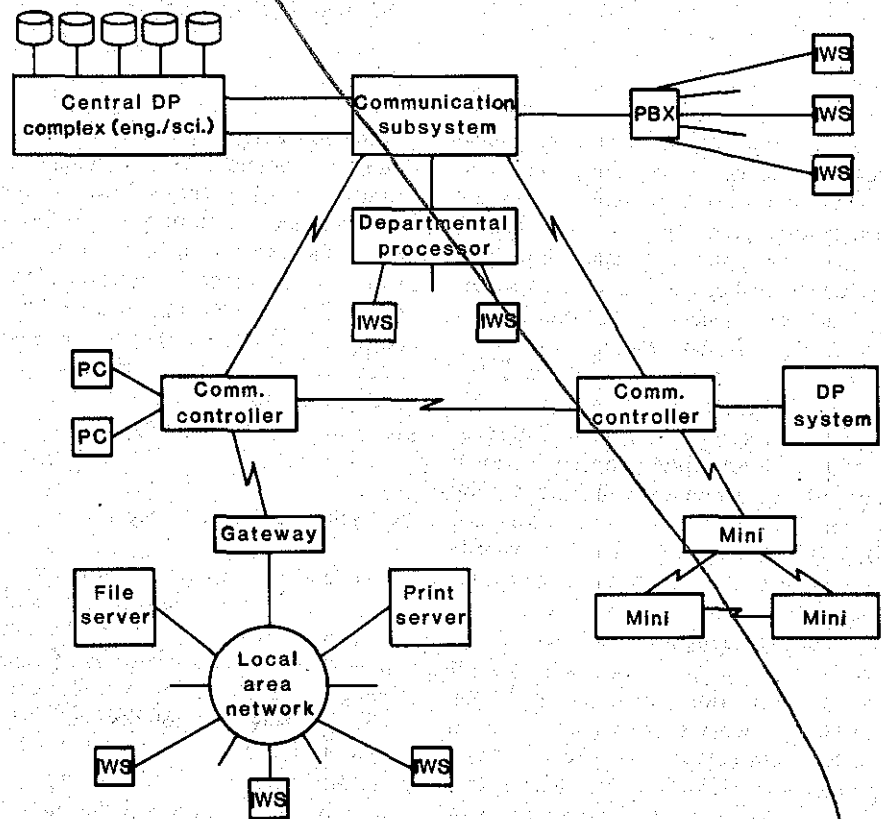 IWS
Central DP
complex (eng./sci.)
Communication
subsystem
PBX
IWS
IWS
Departmental
processor
IWS
IWS
PC
Comm.
controller
Comm.
controller
DP
system
PC
Gateway
Mini
File
server
Print
server
Mini
Mini
Local
area
network
IWS
IWS
IWS